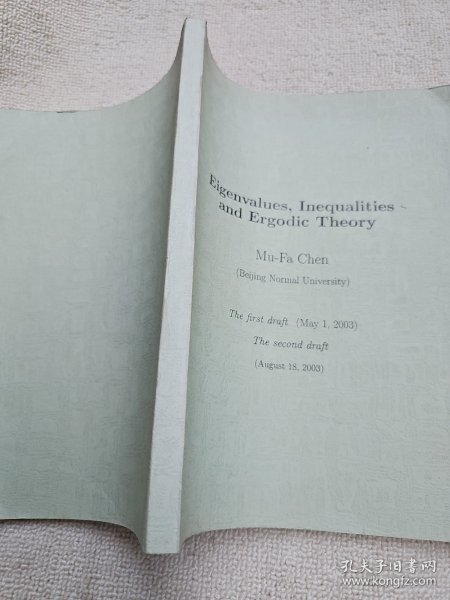 Eigenvalues, Inequalities
and Ergodic Theory
Mu-Fa Chen
(Beijing Normal University)
The first draft (May 1, 2003)
The second draft
(August 18, 2003)
孔夫子旧书网
www.kongfz.com